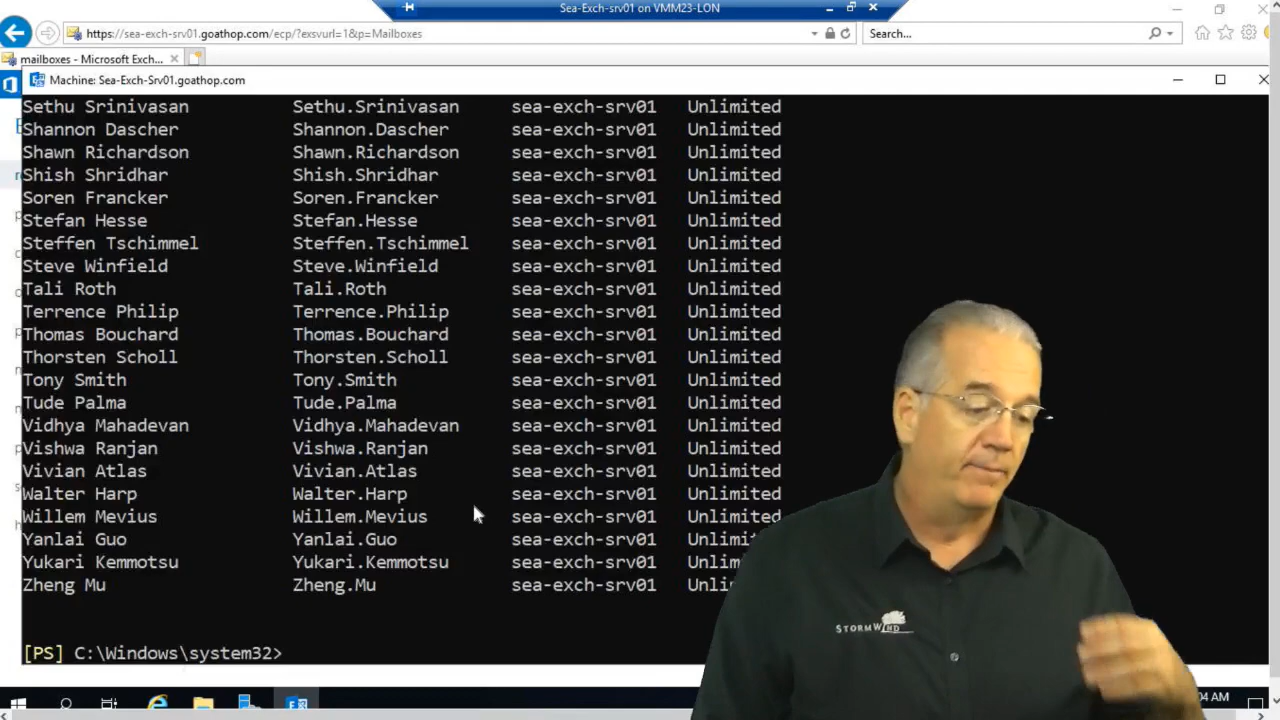 Sea-Exch-srv01 on VMM23-LON
https://sea-exch-srv01.goathop.com/ecp/?exsvurl=1&p=Mailboxes
Search...
mailboxes - Microsoft Exch...
Machine: Sea-Exch-Srv01.goathop.com
Sethu Srinivasan Sethu.Srinivasan sea-exch-srv01 Unlimited
Shannon Dascher Shannon.Dascher sea-exch-srv01 Unlimited
Shawn Richardson Shawn.Richardson sea-exch-srv01 Unlimited
Shish Shridhar Shish.Shridhar sea-exch-srv01 Unlimited
Soren Francker Soren.Francker sea-exch-srv01 Unlimited
Stefan Hesse Stefan.Hesse sea-exch-srv01 Unlimited
Steffen Tschimmel Steffen.Tschimmel sea-exch-srv01 Unlimited
Steve Winfield Steve.Winfield sea-exch-srv01 Unlimited
Tali Roth Tali.Roth sea-exch-srv01 Unlimited
Terrence Philip Terrence.Philip sea-exch-srv01 Unlimited
Thomas Bouchard Thomas.Bouchard sea-exch-srv01 Unlimited
Thorsten Scholl Thorsten.Scholl sea-exch-srv01 Unlimited
Tony Smith Tony.Smith sea-exch-srv01 Unlimited
Tude Palma Tude.Palma sea-exch-srv01 Unlimited
Vidhya Mahadevan Vidhya.Mahadevan sea-exch-srv01 Unlimited
Vishwa Ranjan Vishwa.Ranjan sea-exch-srv01 Unlimited
Vivian Atlas Vivian.Atlas sea-exch-srv01 Unlimited
Walter Harp Walter.Harp sea-exch-srv01 Unlimited
Willem Mevius Willem.Mevius sea-exch-srv01 Unlimited
Yanlai Guo Yanlai.Guo sea-exch-srv01
Yukari Kemmotsu Yukari.Kemmotsu sea-exch-srv01
Zheng Mu Zheng.Mu sea-exch-srv01
STORMWIND
[PS] C:\Windows\system32>
AM